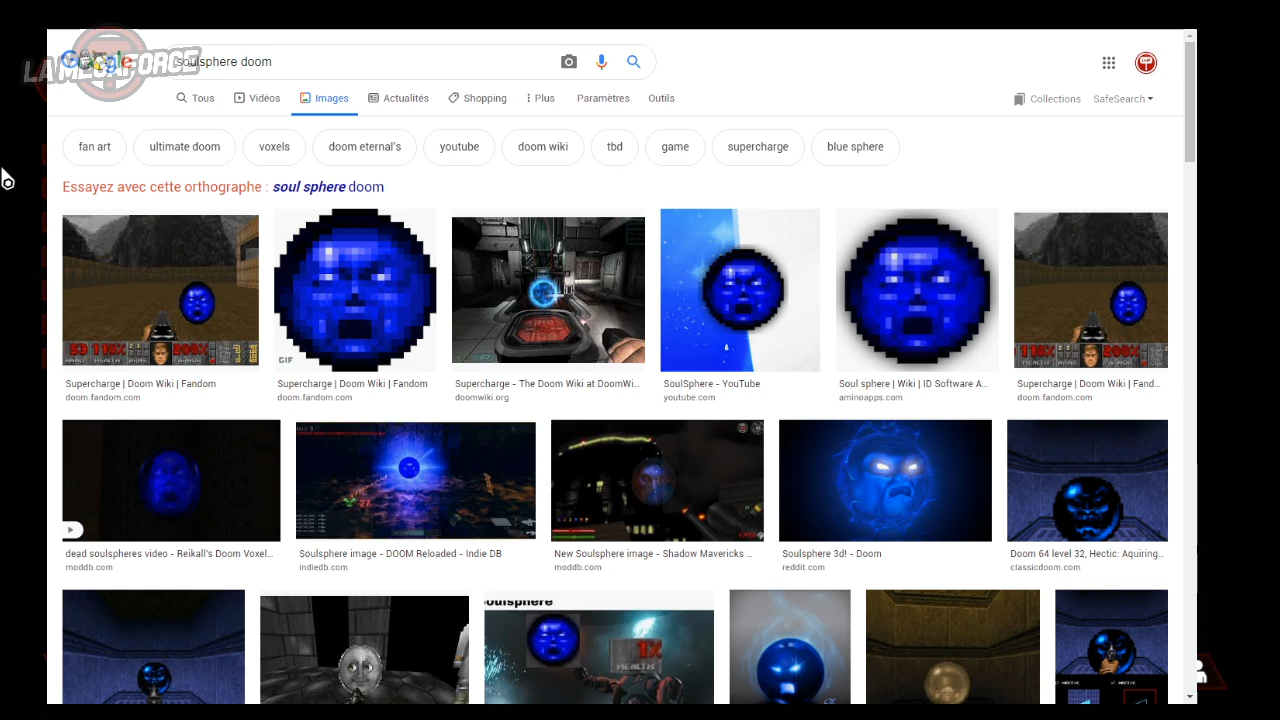 Google
LA MEGAFORCE
soulsphere doom
Tous
Vidéos
Images
Actualités
Shopping
Plus
Paramètres
Outils
Collections
SafeSearch
fan art
ultimate doom
voxels
doom eternal's
youtube
doom wiki
tbd
game
supercharge
blue sphere
Essayez avec cette orthographe : soul sphere doom
GIF
Supercharge | Doom Wiki | Fandom
doom.fandom.com
Supercharge | Doom Wiki | Fandom
doom.fandom.com
Supercharge - The Doom Wiki at DoomWi...
doomwiki.org
SoulSphere - YouTube
youtube.com
Soul sphere | Wiki | ID Software A...
aminoapps.com
Supercharge | Doom Wiki | Fand...
doom.fandom.com
dead soulspheres video - Reikall's Doom Voxel...
moddb.com
Soulsphere image - DOOM Reloaded - Indie DB
indiedb.com
New Soulsphere image - Shadow Mavericks ...
moddb.com
Soulsphere 3d! - Doom
reddit.com
Doom 64 level 32, Hectic: Aquiring...
classicdoom.com
Soulsphere
1%
HEALTH